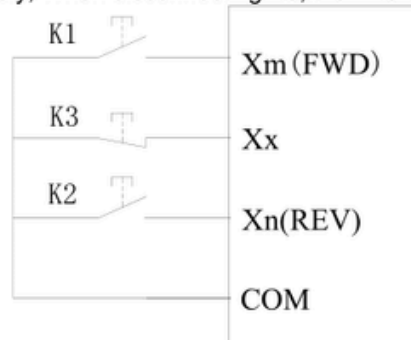 K1
Xm (FWD)
K3
Xx
K2
Xn(REV)
COM